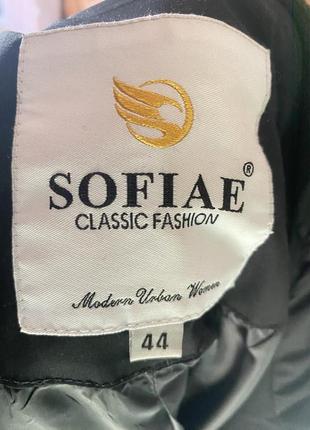 SOFIAE®
CLASSIC FASHION
Modern Urban Women
44